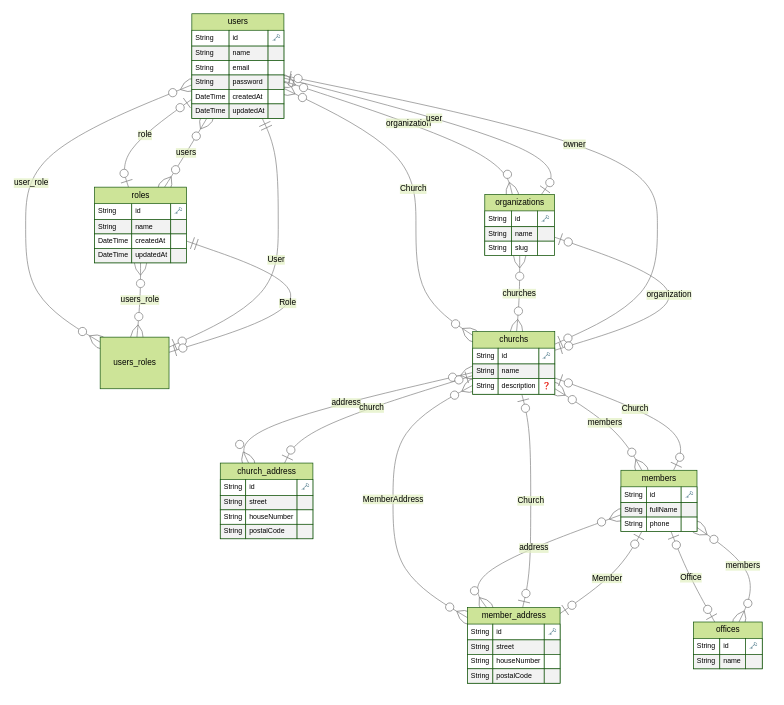 users
String id
String name
String email
String password
DateTime createdAt
DateTime updatedAt
organization
user
role
owner
users
user_role
Church
roles
String id
String name
DateTime createdAt
DateTime updatedAt
organizations
String id
String name
String slug
User
churches
organization
users_role
Role
churchs
String id
String name
String description ?
users_roles
address
church
Church
members
church_address
String id
String street
String houseNumber
String postalCode
members
String id
String fullName
String phone
MemberAddress
Church
address
Member
Office
members
member_address
String id
String street
String houseNumber
String postalCode
offices
String id
String name